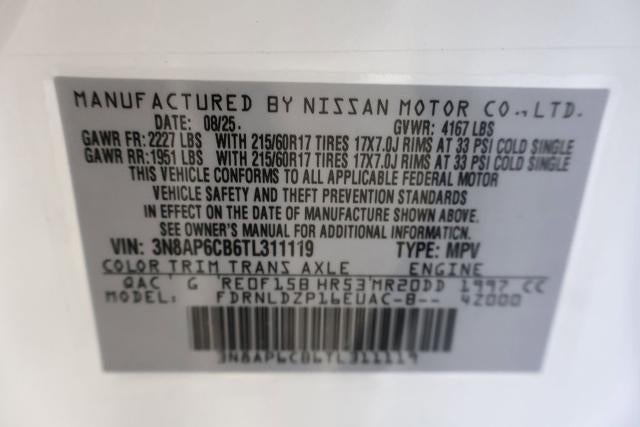 MANUFACTURED BY NISSAN MOTOR CO., LTD.
DATE: 08/25. GVWR: 4167 LBS
GAWR FR: 2227 LBS WITH 215/60R17 TIRES 17X7.0J RIMS AT 33 PSI COLD SINGLE
GAWR RR: 1951 LBS WITH 215/60R17 TIRES 17X7.0J RIMS AT 33 PSI COLD SINGLE
THIS VEHICLE CONFORMS TO ALL APPLICABLE FEDERAL MOTOR
VEHICLE SAFETY AND THEFT PREVENTION STANDARDS
IN EFFECT ON THE DATE OF MANUFACTURE SHOWN ABOVE.
SEE OWNER'S MANUAL FOR ADDITIONAL INFORMATION.
VIN: 3N8AP6CB6TL311119 TYPE: MPV
COLOR TRIM TRANS AXLE ENGINE
QAC G RE0F15B HR53 MR20DD 1997 CC
FDRNLDZP16EUAC-B-- 42000
3N8AP6CB6TL311119